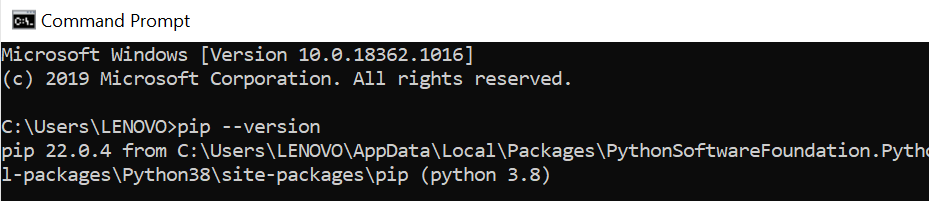 Command Prompt
Microsoft Windows [Version 10.0.18362.1016]
(c) 2019 Microsoft Corporation. All rights reserved.
C:\Users\LENOVO>pip --version
pip 22.0.4 from C:\Users\LENOVO\AppData\Local\Packages\PythonSoftwareFoundation.Pytho
l-packages\Python38\site-packages\pip (python 3.8)